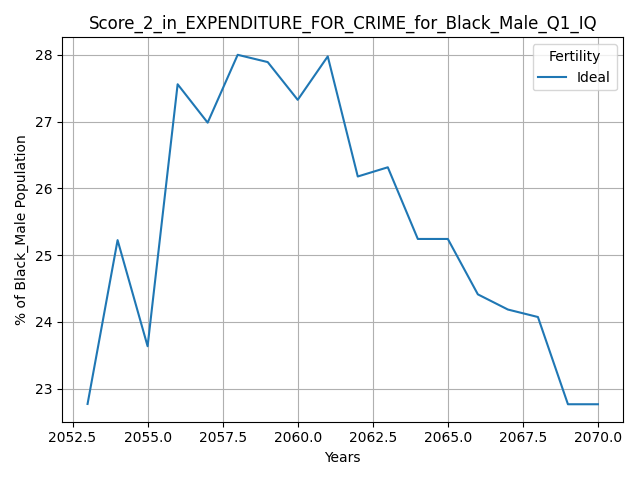 Score_2_in_EXPENDITURE_FOR_CRIME_for_Black_Male_Q1_IQ
Fertility
Ideal
% of Black_Male Population
28
27
26
25
24
23
2052.5 2055.0 2057.5 2060.0 2062.5 2065.0 2067.5 2070.0
Years